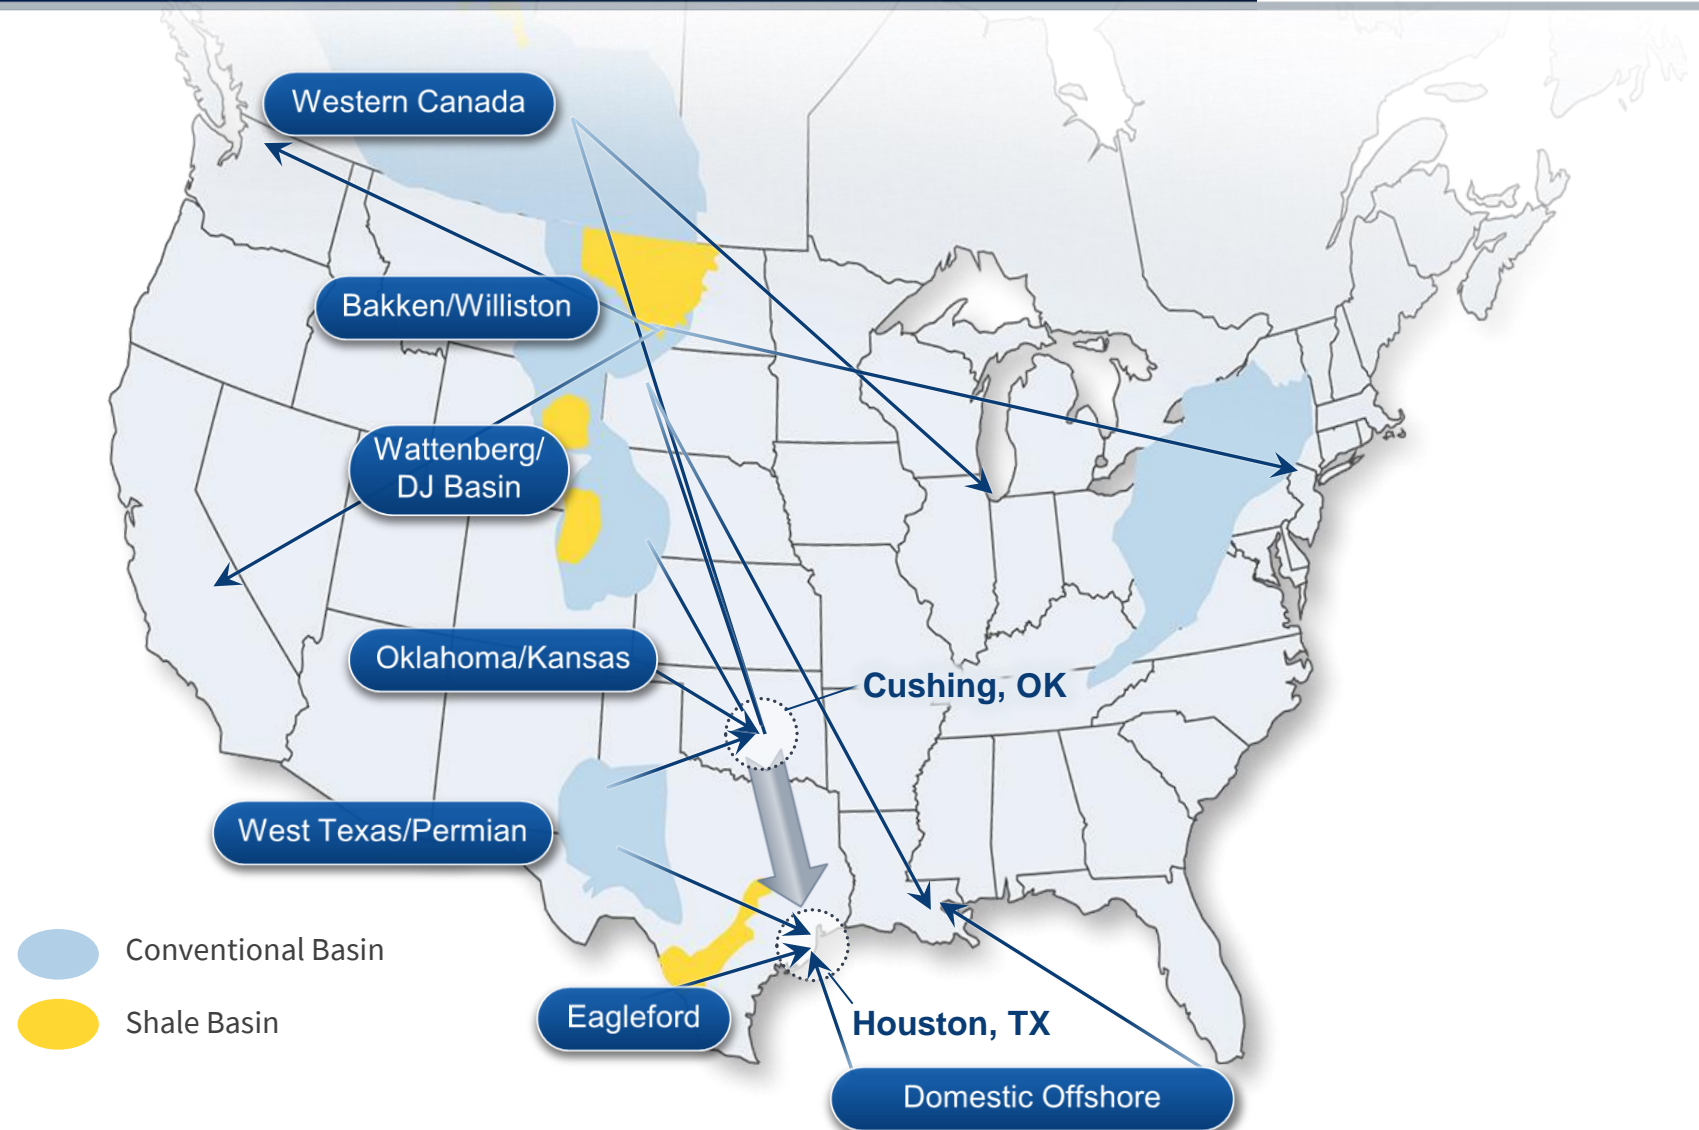 Western Canada
Bakken/Williston
Wattenberg/
DJ Basin
Oklahoma/Kansas
Cushing, OK
West Texas/Permian
Conventional Basin
Shale Basin
Eagleford
Houston, TX
Domestic Offshore